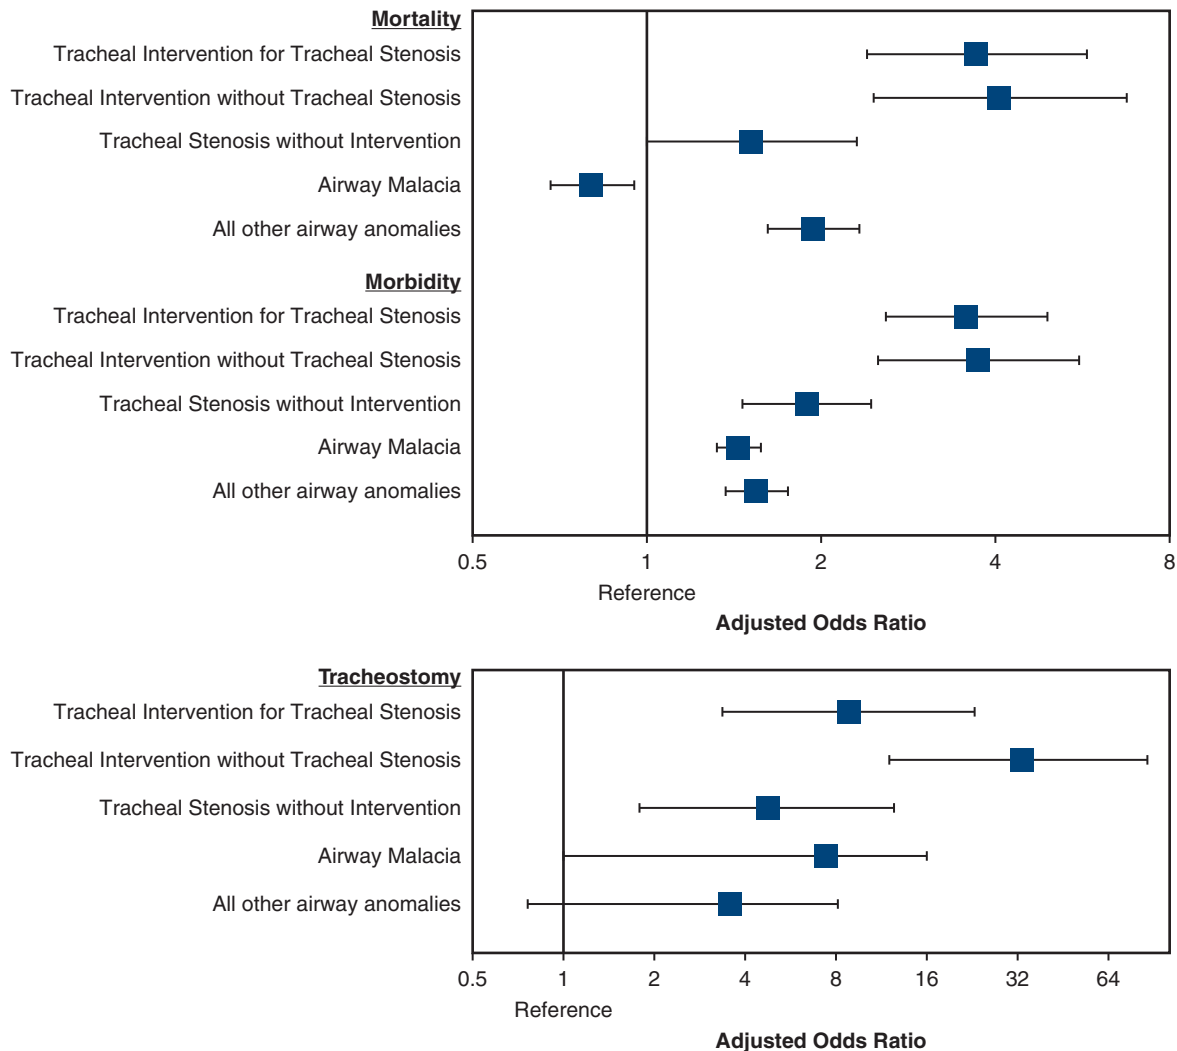 Mortality
Tracheal Intervention for Tracheal Stenosis
Tracheal Intervention without Tracheal Stenosis
Tracheal Stenosis without Intervention
Airway Malacia
All other airway anomalies
Morbidity
Tracheal Intervention for Tracheal Stenosis
Tracheal Intervention without Tracheal Stenosis
Tracheal Stenosis without Intervention
Airway Malacia
All other airway anomalies
0.5 1 2 4 8
Reference
Adjusted Odds Ratio
Tracheostomy
Tracheal Intervention for Tracheal Stenosis
Tracheal Intervention without Tracheal Stenosis
Tracheal Stenosis without Intervention
Airway Malacia
All other airway anomalies
0.5 1 2 4 8 16 32 64
Reference
Adjusted Odds Ratio